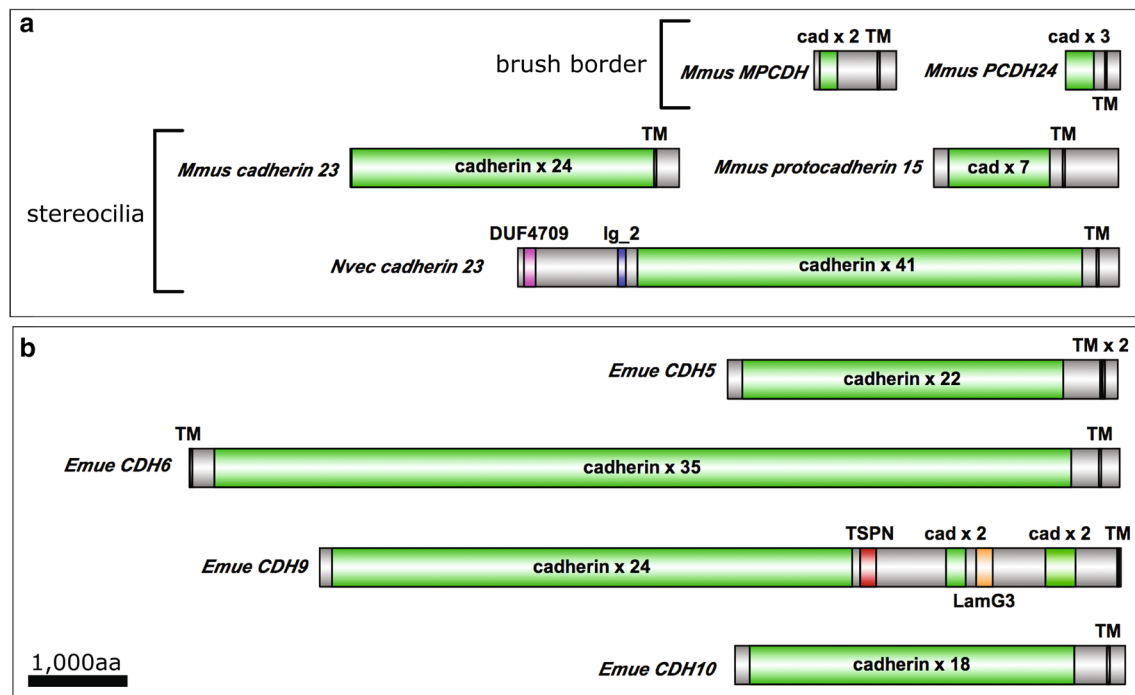 a
brush border
cad x 2 TM
Mmus MPCDH
cad x 3
Mmus PCDH24
TM
stereocilia
TM
Mmus cadherin 23
cadherin x 24
TM
Mmus protocadherin 15
cad x 7
DUF4709
Ig_2
TM
Nvec cadherin 23
cadherin x 41
b
TM x 2
Emue CDH5
cadherin x 22
TM
TM
Emue CDH6
cadherin x 35
TSPN
cad x 2
cad x 2
TM
Emue CDH9
cadherin x 24
LamG3
TM
Emue CDH10
cadherin x 18
1,000aa